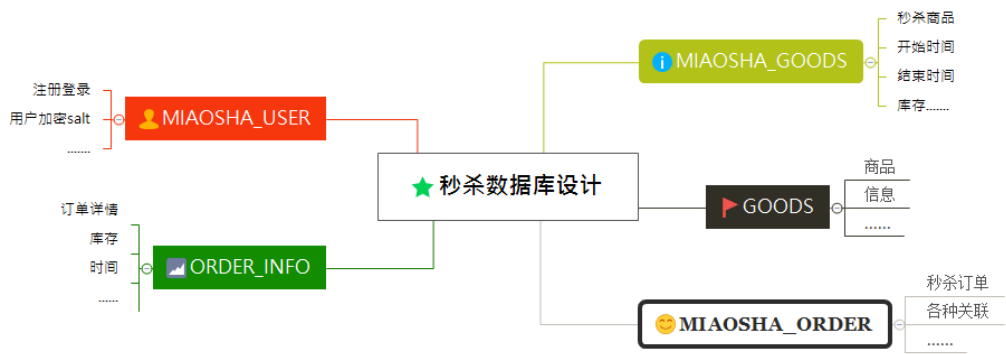 秒杀数据库设计
MIAOSHA_USER
注册登录
用户加密salt
.......
ORDER_INFO
订单详情
库存
时间
......
MIAOSHA_GOODS
秒杀商品
开始时间
结束时间
库存.......
GOODS
商品
信息
......
MIAOSHA_ORDER
秒杀订单
各种关联
......